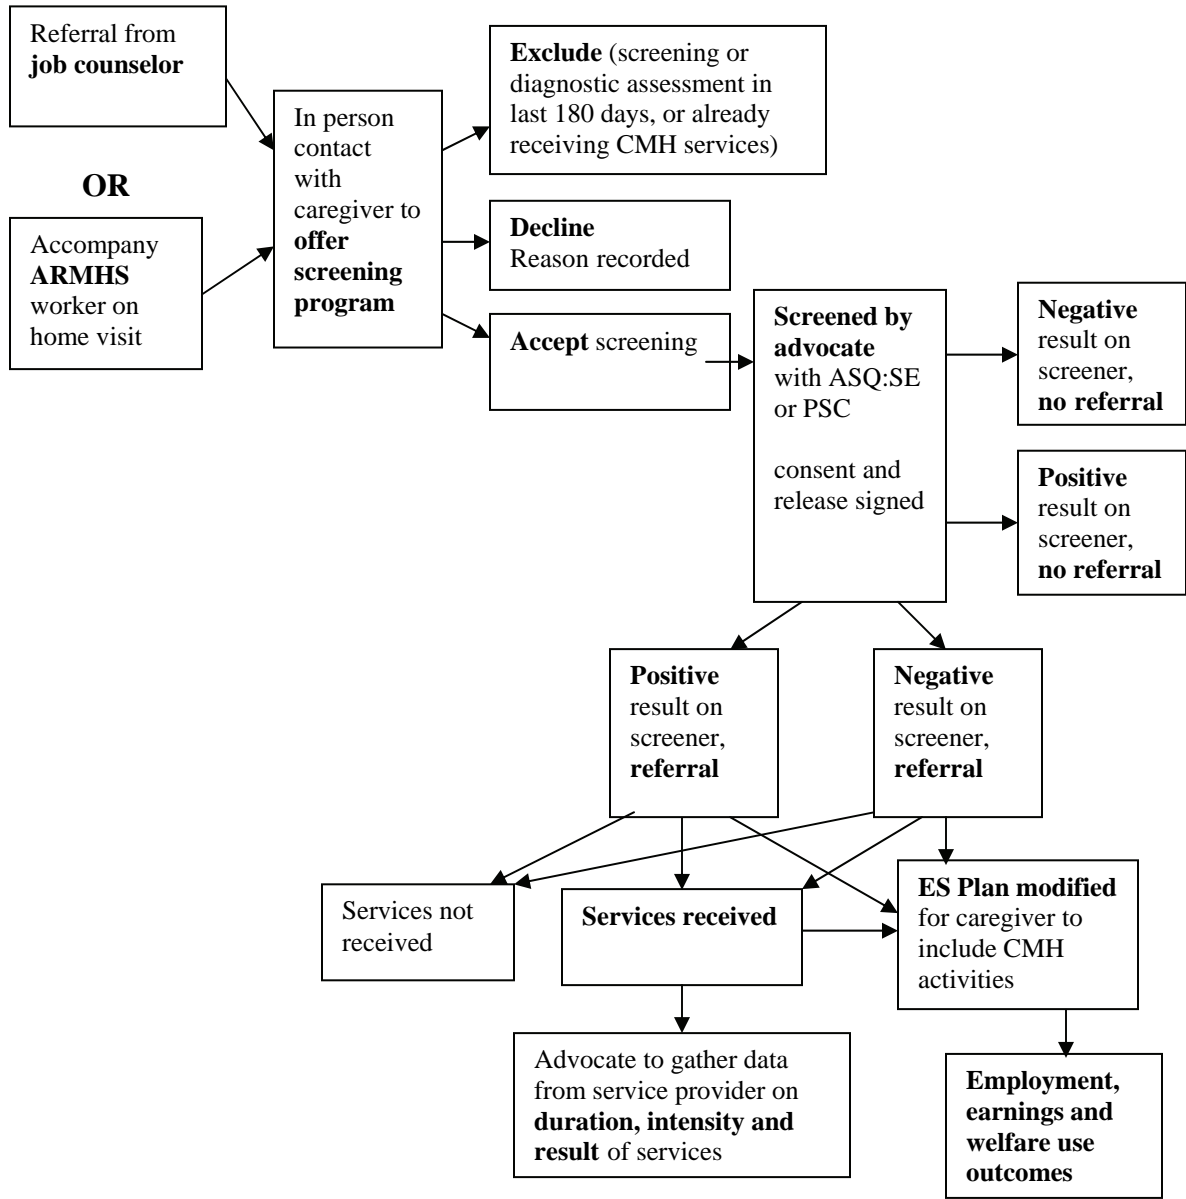 Referral from
job counselor
OR
Accompany
ARMHS
worker on
home visit
In person
contact
with
caregiver to
offer
screening
program
Exclude (screening or
diagnostic assessment in
last 180 days, or already
receiving CMH services)
Decline
Reason recorded
Accept screening
Screened by
advocate
with ASQ:SE
or PSC
consent and
release signed
Negative
result on
screener,
no referral
Positive
result on
screener,
no referral
Positive
result on
screener,
referral
Negative
result on
screener,
referral
Services not
received
Services received
ES Plan modified
for caregiver to
include CMH
activities
Advocate to gather data
from service provider on
duration, intensity and
result of services
Employment,
earnings and
welfare use
outcomes